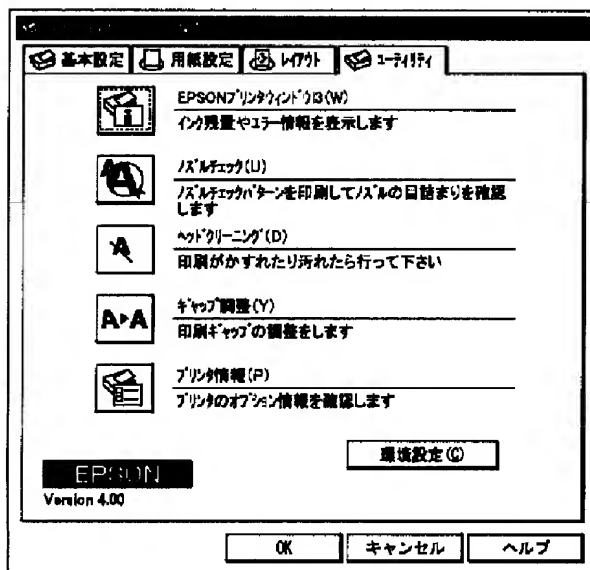 基本設定 用紙設定 レイアウト ユーティリティ
EPSONプリンタウィンドウ!3(W)
インク残量やエラー情報を表示します
ノズルチェック(U)
ノズルチェックパターンを印刷してノズルの目詰まりを確認
します
ヘッドクリーニング(D)
印刷がかすれたり汚れたら行って下さい
A▶A
ギャップ調整(Y)
印刷ギャップの調整をします
プリンタ情報(P)
プリンタのオプション情報を確認します
環境設定(C)
EPSON
Version 4.00
OK キャンセル ヘルプ